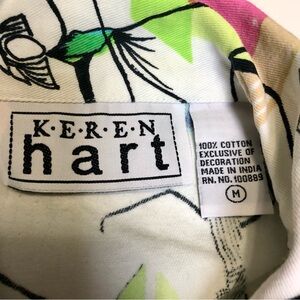 K·E·R·E·N
hart
100% COTTON
EXCLUSIVE OF
DECORATION
MADE IN INDIA
RN. NO. 100889
M